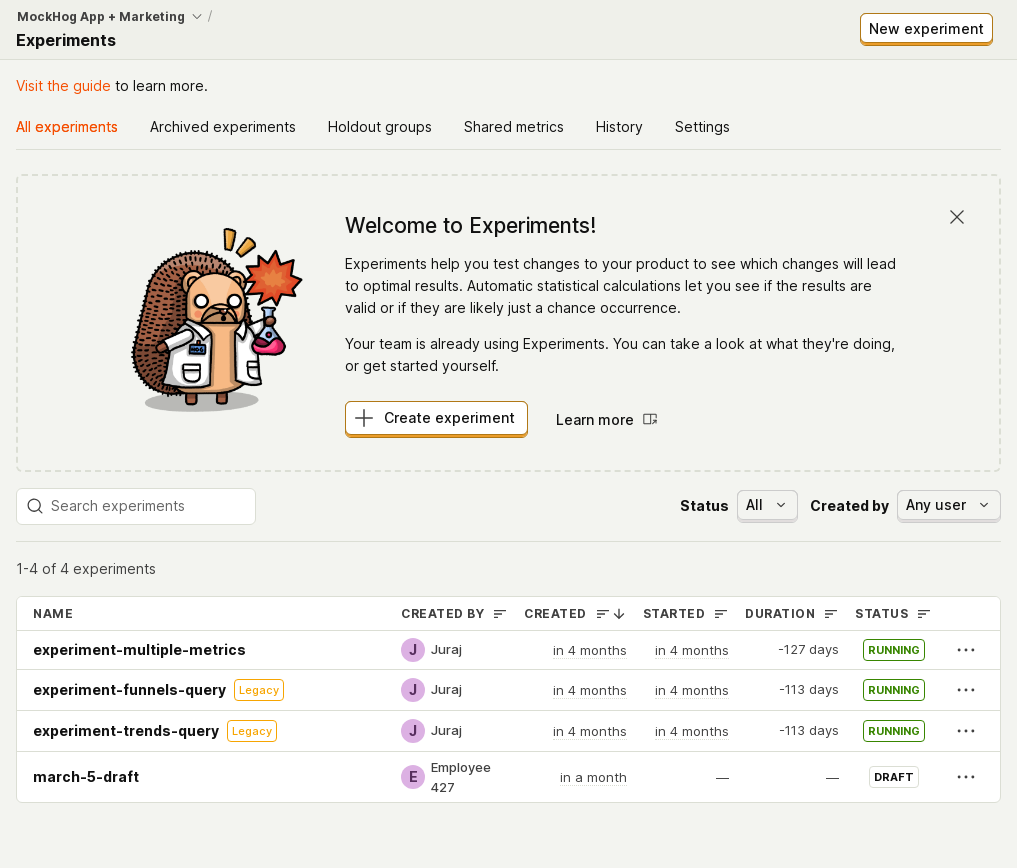 MockHog App + Marketing /
Experiments
New experiment
Visit the guide to learn more.
All experiments Archived experiments Holdout groups Shared metrics History Settings
Welcome to Experiments!
Experiments help you test changes to your product to see which changes will lead
to optimal results. Automatic statistical calculations let you see if the results are
valid or if they are likely just a chance occurrence.
Your team is already using Experiments. You can take a look at what they're doing,
or get started yourself.
Create experiment Learn more
Search experiments Status All Created by Any user
1-4 of 4 experiments
NAME CREATED BY CREATED STARTED DURATION STATUS
experiment-multiple-metrics J Juraj in 4 months in 4 months -127 days RUNNING
experiment-funnels-query Legacy J Juraj in 4 months in 4 months -113 days RUNNING
experiment-trends-query Legacy J Juraj in 4 months in 4 months -113 days RUNNING
march-5-draft E Employee 427 in a month — — DRAFT